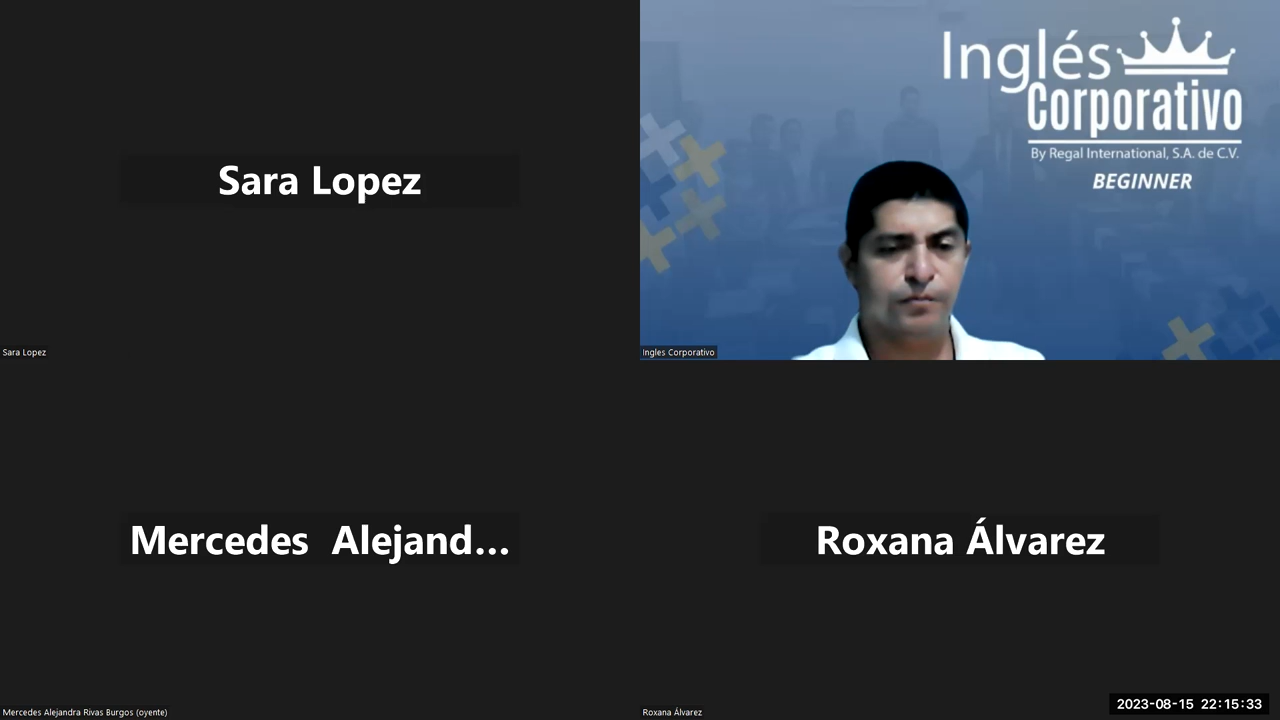 Sara Lopez
Sara Lopez
Inglés
Corporativo
By Regal International, S.A. de C.V.
BEGINNER
Ingles Corporativo
Mercedes Alejand...
Mercedes Alejandra Rivas Burgos (oyente)
Roxana Álvarez
Roxana Álvarez
2023-08-15 22:15:33